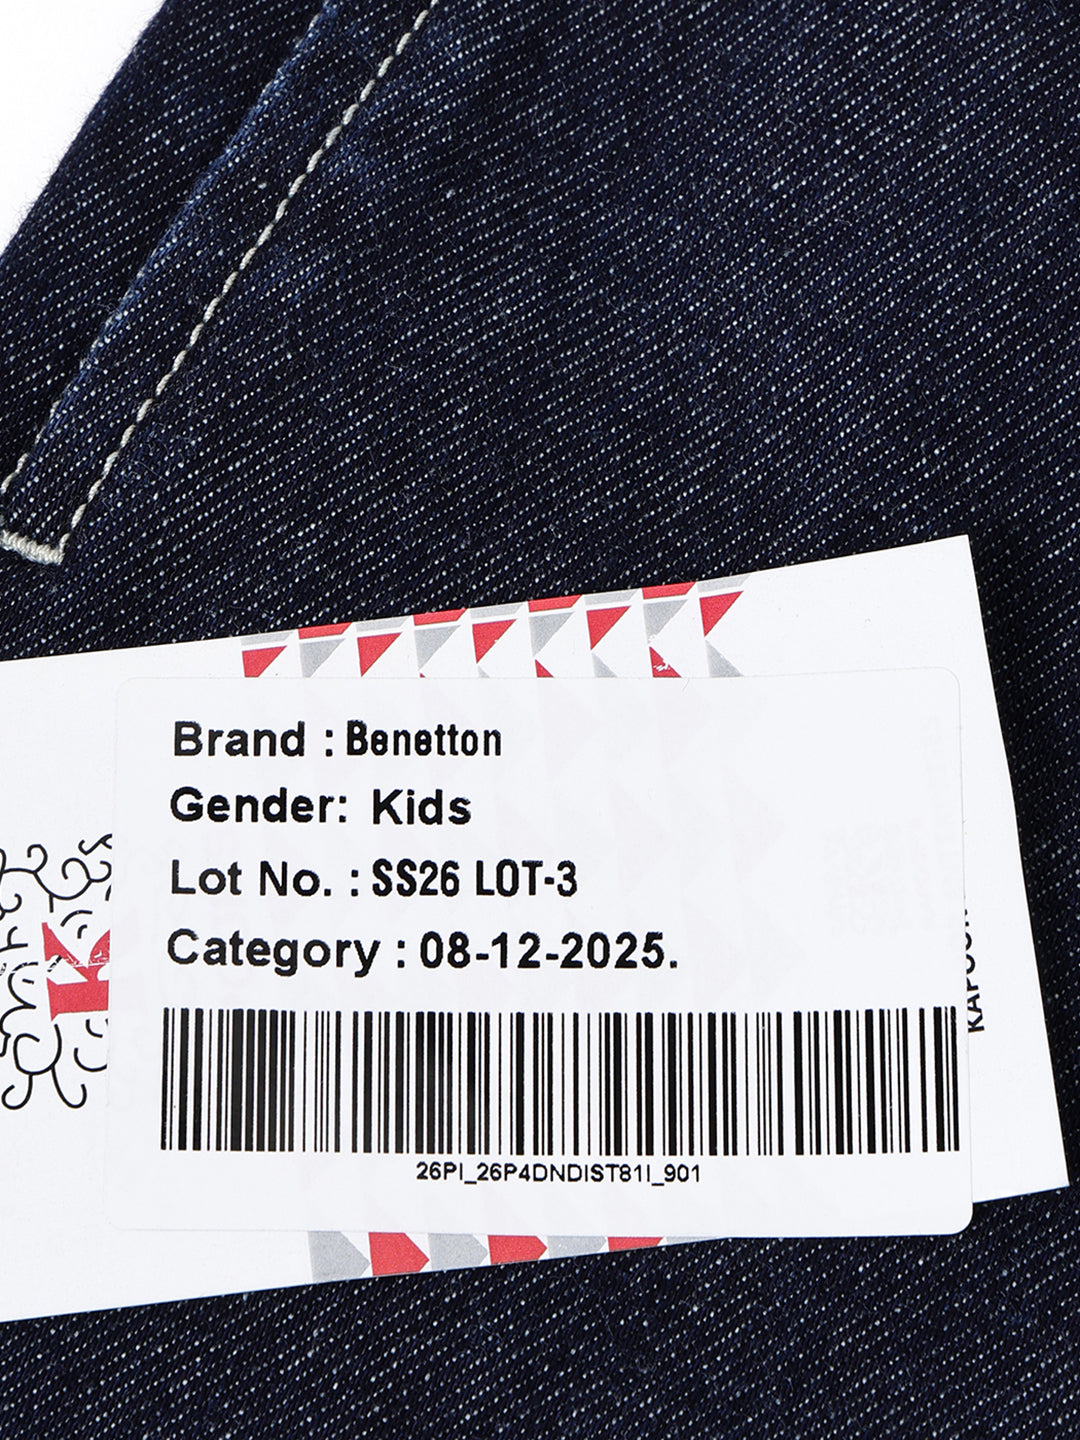 Brand : Benetton
Gender: Kids
Lot No. : SS26 LOT-3
Category : 08-12-2025.
26PI_26P4DNDIST81I_901